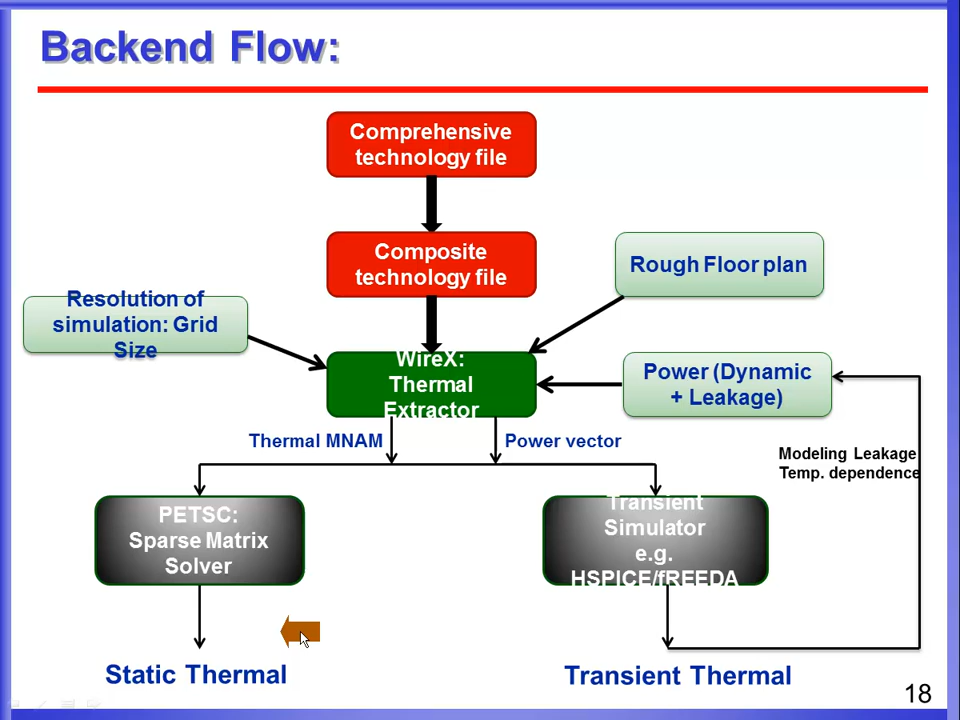 Backend Flow:
Comprehensive
technology file
Composite
technology file
Rough Floor plan
Resolution of
simulation: Grid
Size
WireX:
Thermal
Extractor
Power (Dynamic
+ Leakage)
Thermal MNAM
Power vector
Modeling Leakage
Temp. dependence
PETSC:
Sparse Matrix
Solver
Transient
Simulator
e.g.
HSPICE/fREEDA
Static Thermal
Transient Thermal
18